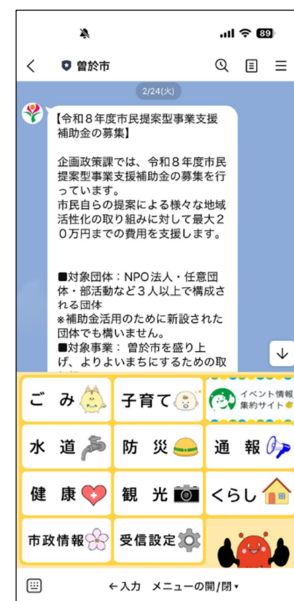 89
曽於市
2/24(火)
【令和８年度市民提案型事業支援
補助金の募集】
企画政策課では、令和８年度市民
提案型事業支援補助金の募集を行
っています。
市民自らの提案による様々な地域
活性化の取り組みに対して最大２
０万円までの費用を支援します。
■対象団体：NPO法人・任意団
体・部活動など３人以上で構成さ
れる団体
※補助金活用のために新設された
団体でも構いません。
■対象事業： 曽於市を盛り上
げ、よりよいまちにするための取
ごみ
子育て
イベント情報
集約サイト
水道
防災
通報
健康
観光
くらし
市政情報
受信設定
←入力 メニューの開/閉▾